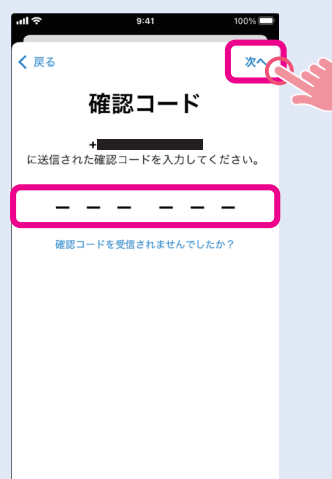 9:41 100%
戻る 次へ
確認コード
+
に送信された確認コードを入力してください。
– – – – – –
確認コードを受信されませんでしたか？